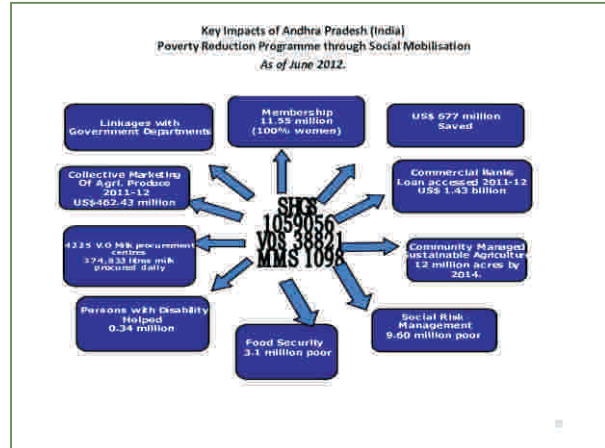 Key Impacts of Andhra Pradesh (India)
Poverty Reduction Programme through Social Mobilisation
As of June 2012.
Linkages with
Government Departments
Membership
11.55 million
(100% women)
US$ 677 million
Saved
Collective Marketing
Of Agri. Produce
2011-12
US$462.43 million
Commercial Banks
Loan accessed 2011-12
US$ 1.43 billion
SHGS
1059056
VOS 38821
MMS 1098
4225 V.O Milk procurement
centres
374,833 litres milk
procured daily
Community Managed
Sustainable Agriculture
12 million acres by
2014.
Persons with Disability
Helped
0.34 million
Food Security
3.1 million poor
Social Risk
Management
9.60 million poor